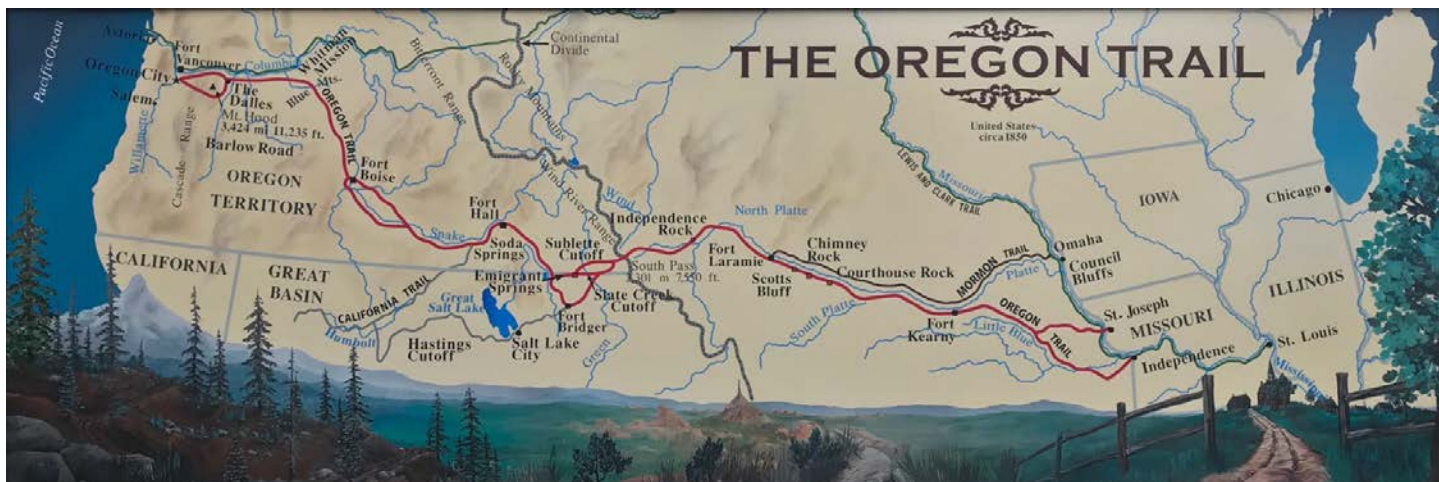 THE OREGON TRAIL
United States
circa 1850
Pacific Ocean
Astoria
Fort
Vancouver
Columbia
Whitman
Mission
Oregon City
Salem
The
Dalles
Mt. Hood
3,424 m 11,235 ft.
Barlow Road
Willamette
Cascade Range
Blue Mts.
OREGON TRAIL
Bitterroot Range
Rocky Mountains
Continental
Divide
OREGON
TERRITORY
Fort
Boise
Snake
Fort
Hall
Soda
Springs
Sublette
Cutoff
Wind River Range
Wind
Independence
Rock
North Platte
Fort
Laramie
Chimney
Rock
Scotts
Bluff
Courthouse Rock
MORMON TRAIL
Platte
LEWIS AND CLARK TRAIL
Missouri
Omaha
Council
Bluffs
IOWA
Chicago
ILLINOIS
CALIFORNIA
GREAT
BASIN
CALIFORNIA TRAIL
Humbolt
Hastings
Cutoff
Great
Salt Lake
Salt Lake
City
Emigrant
Springs
Slate Creek
Cutoff
Fort
Bridger
Green
South Pass
301 m 7,550 ft.
South Platte
Fort
Kearny
Little Blue
OREGON
TRAIL
St. Joseph
MISSOURI
Independence
St. Louis